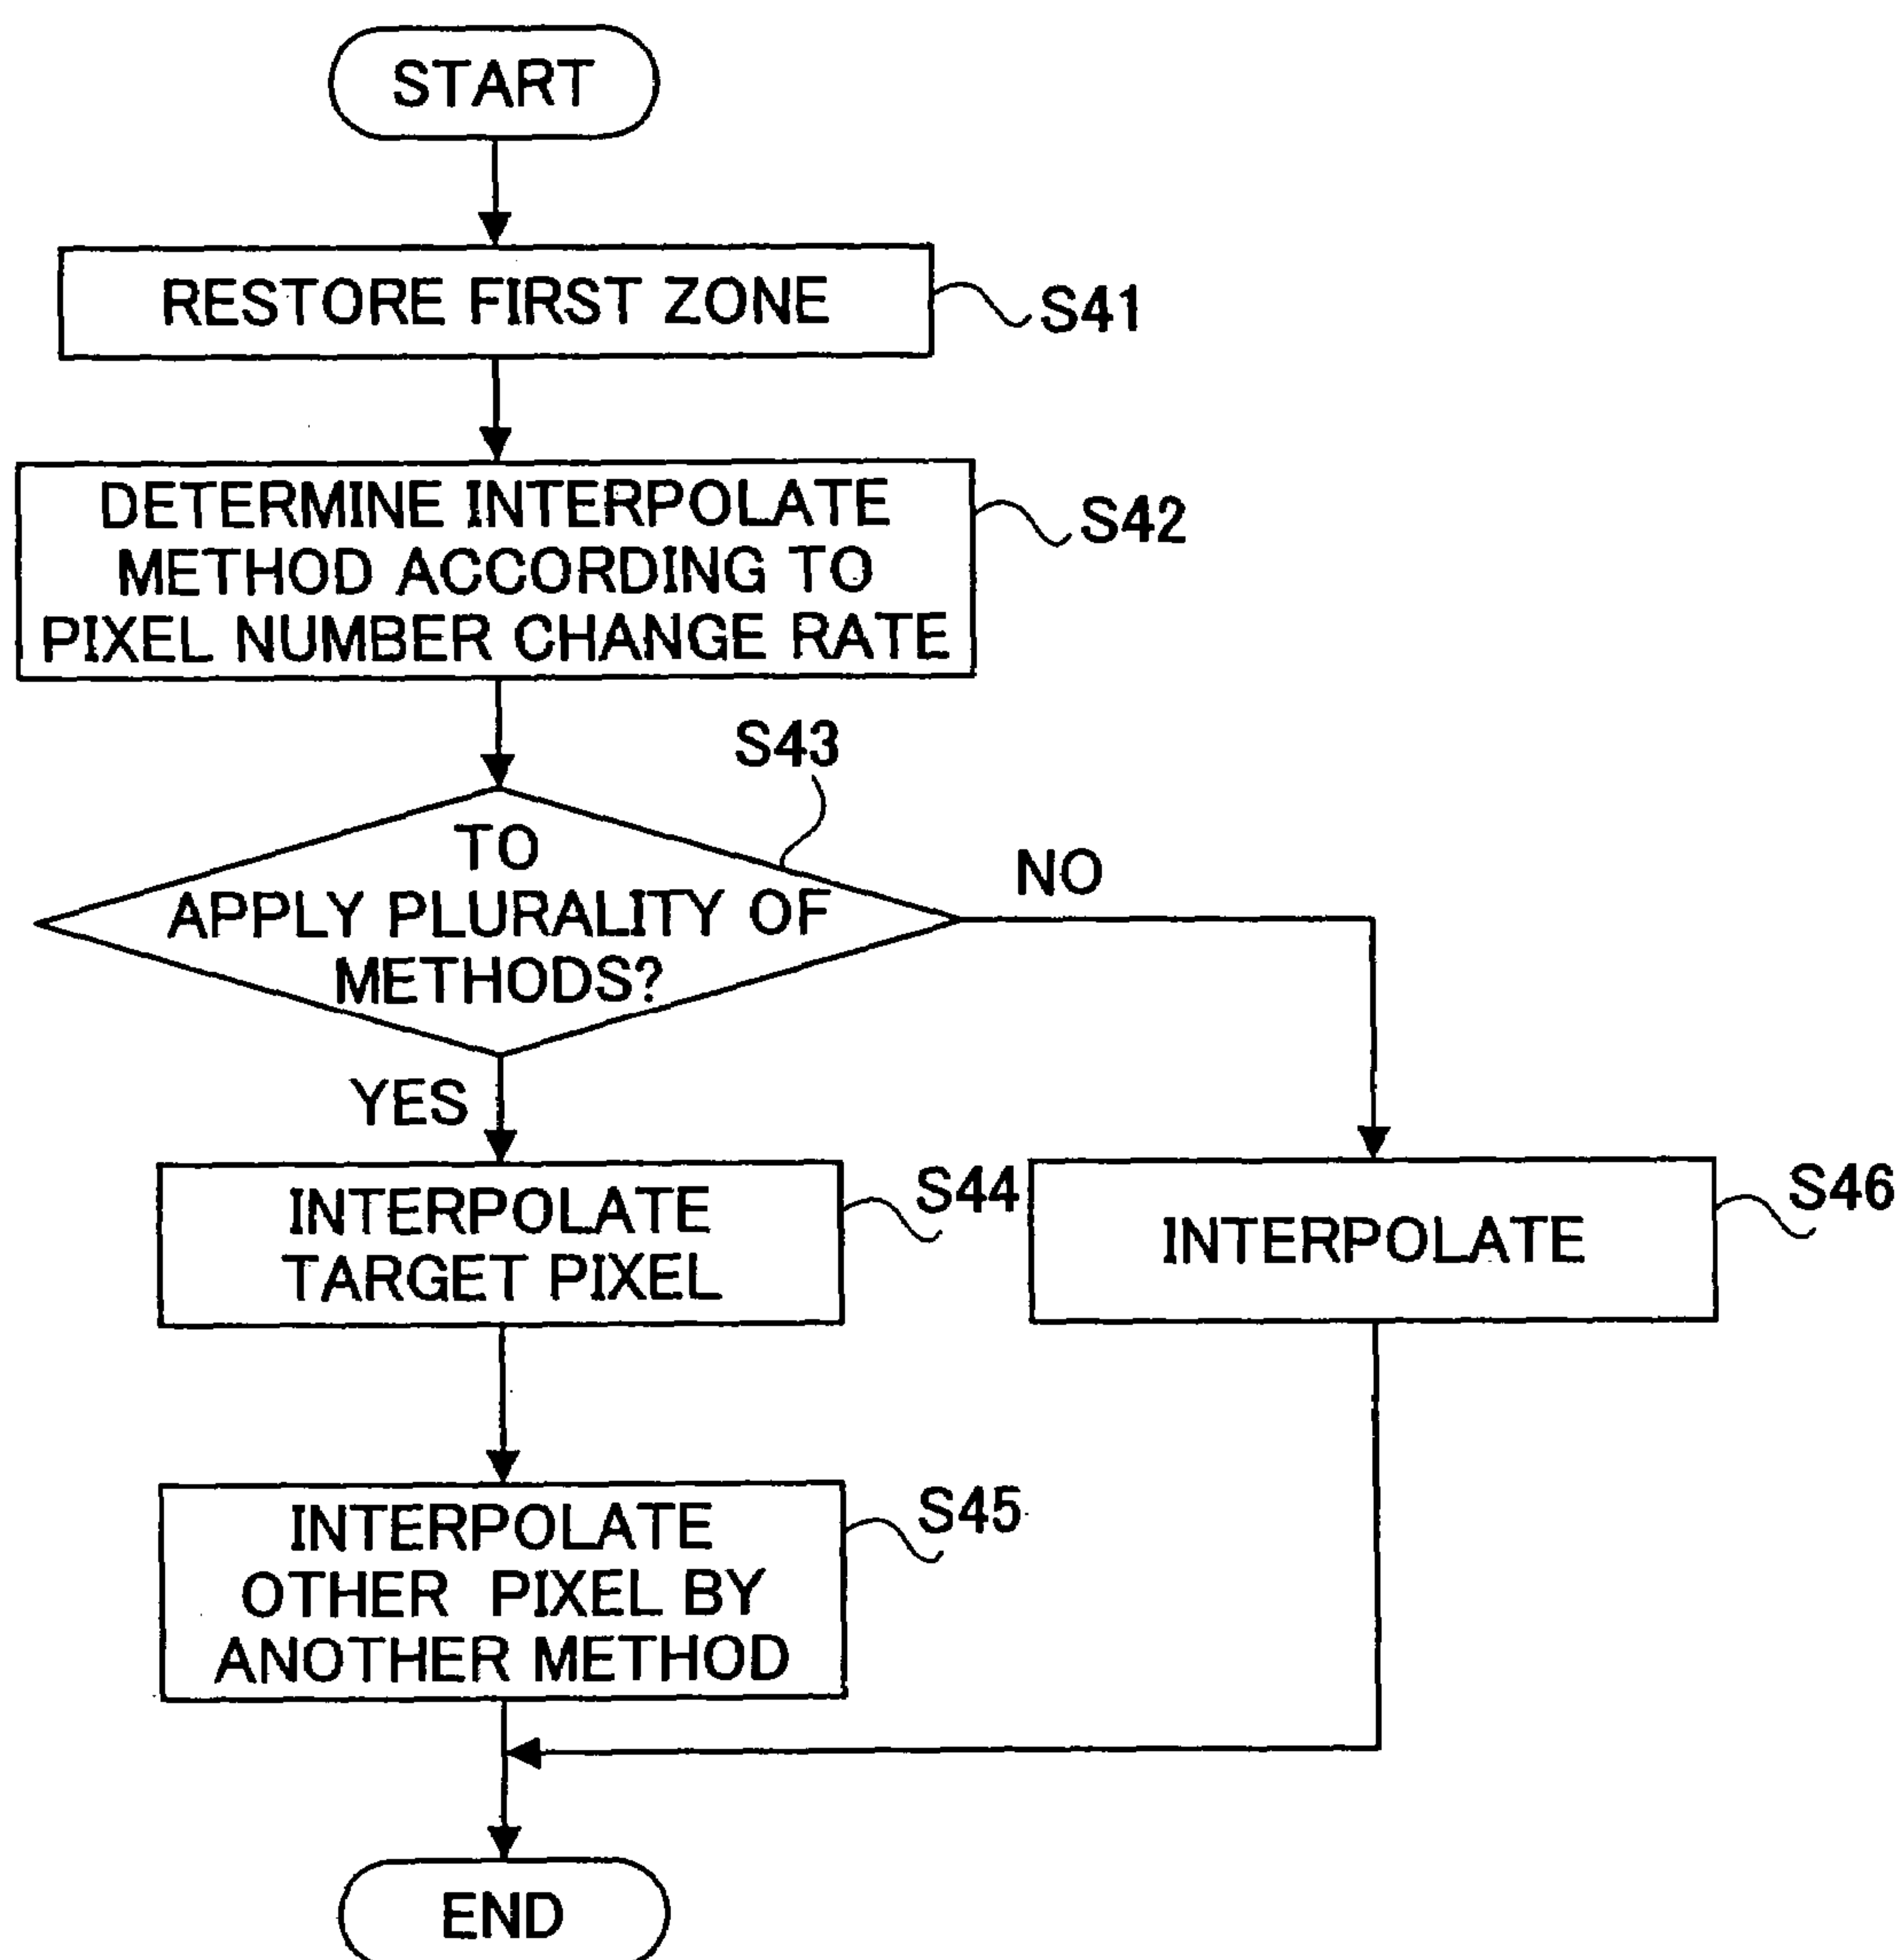 START
RESTORE FIRST ZONE
S41
DETERMINE INTERPOLATE
METHOD ACCORDING TO
PIXEL NUMBER CHANGE RATE
S42
S43
TO
APPLY PLURALITY OF
METHODS?
NO
YES
INTERPOLATE
TARGET PIXEL
S44
INTERPOLATE
S46
INTERPOLATE
OTHER PIXEL BY
ANOTHER METHOD
S45
END